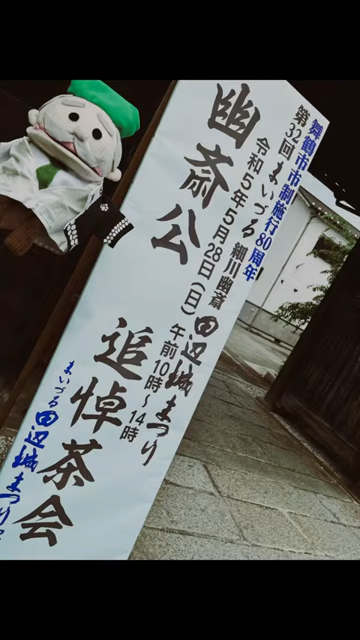 舞鶴市市制施行80周年
第32回まいづる細川幽斎田辺城まつり
令和5年5月28日(日)午前10時〜14時
幽斎公
追悼茶会
まいづる田辺城まつり